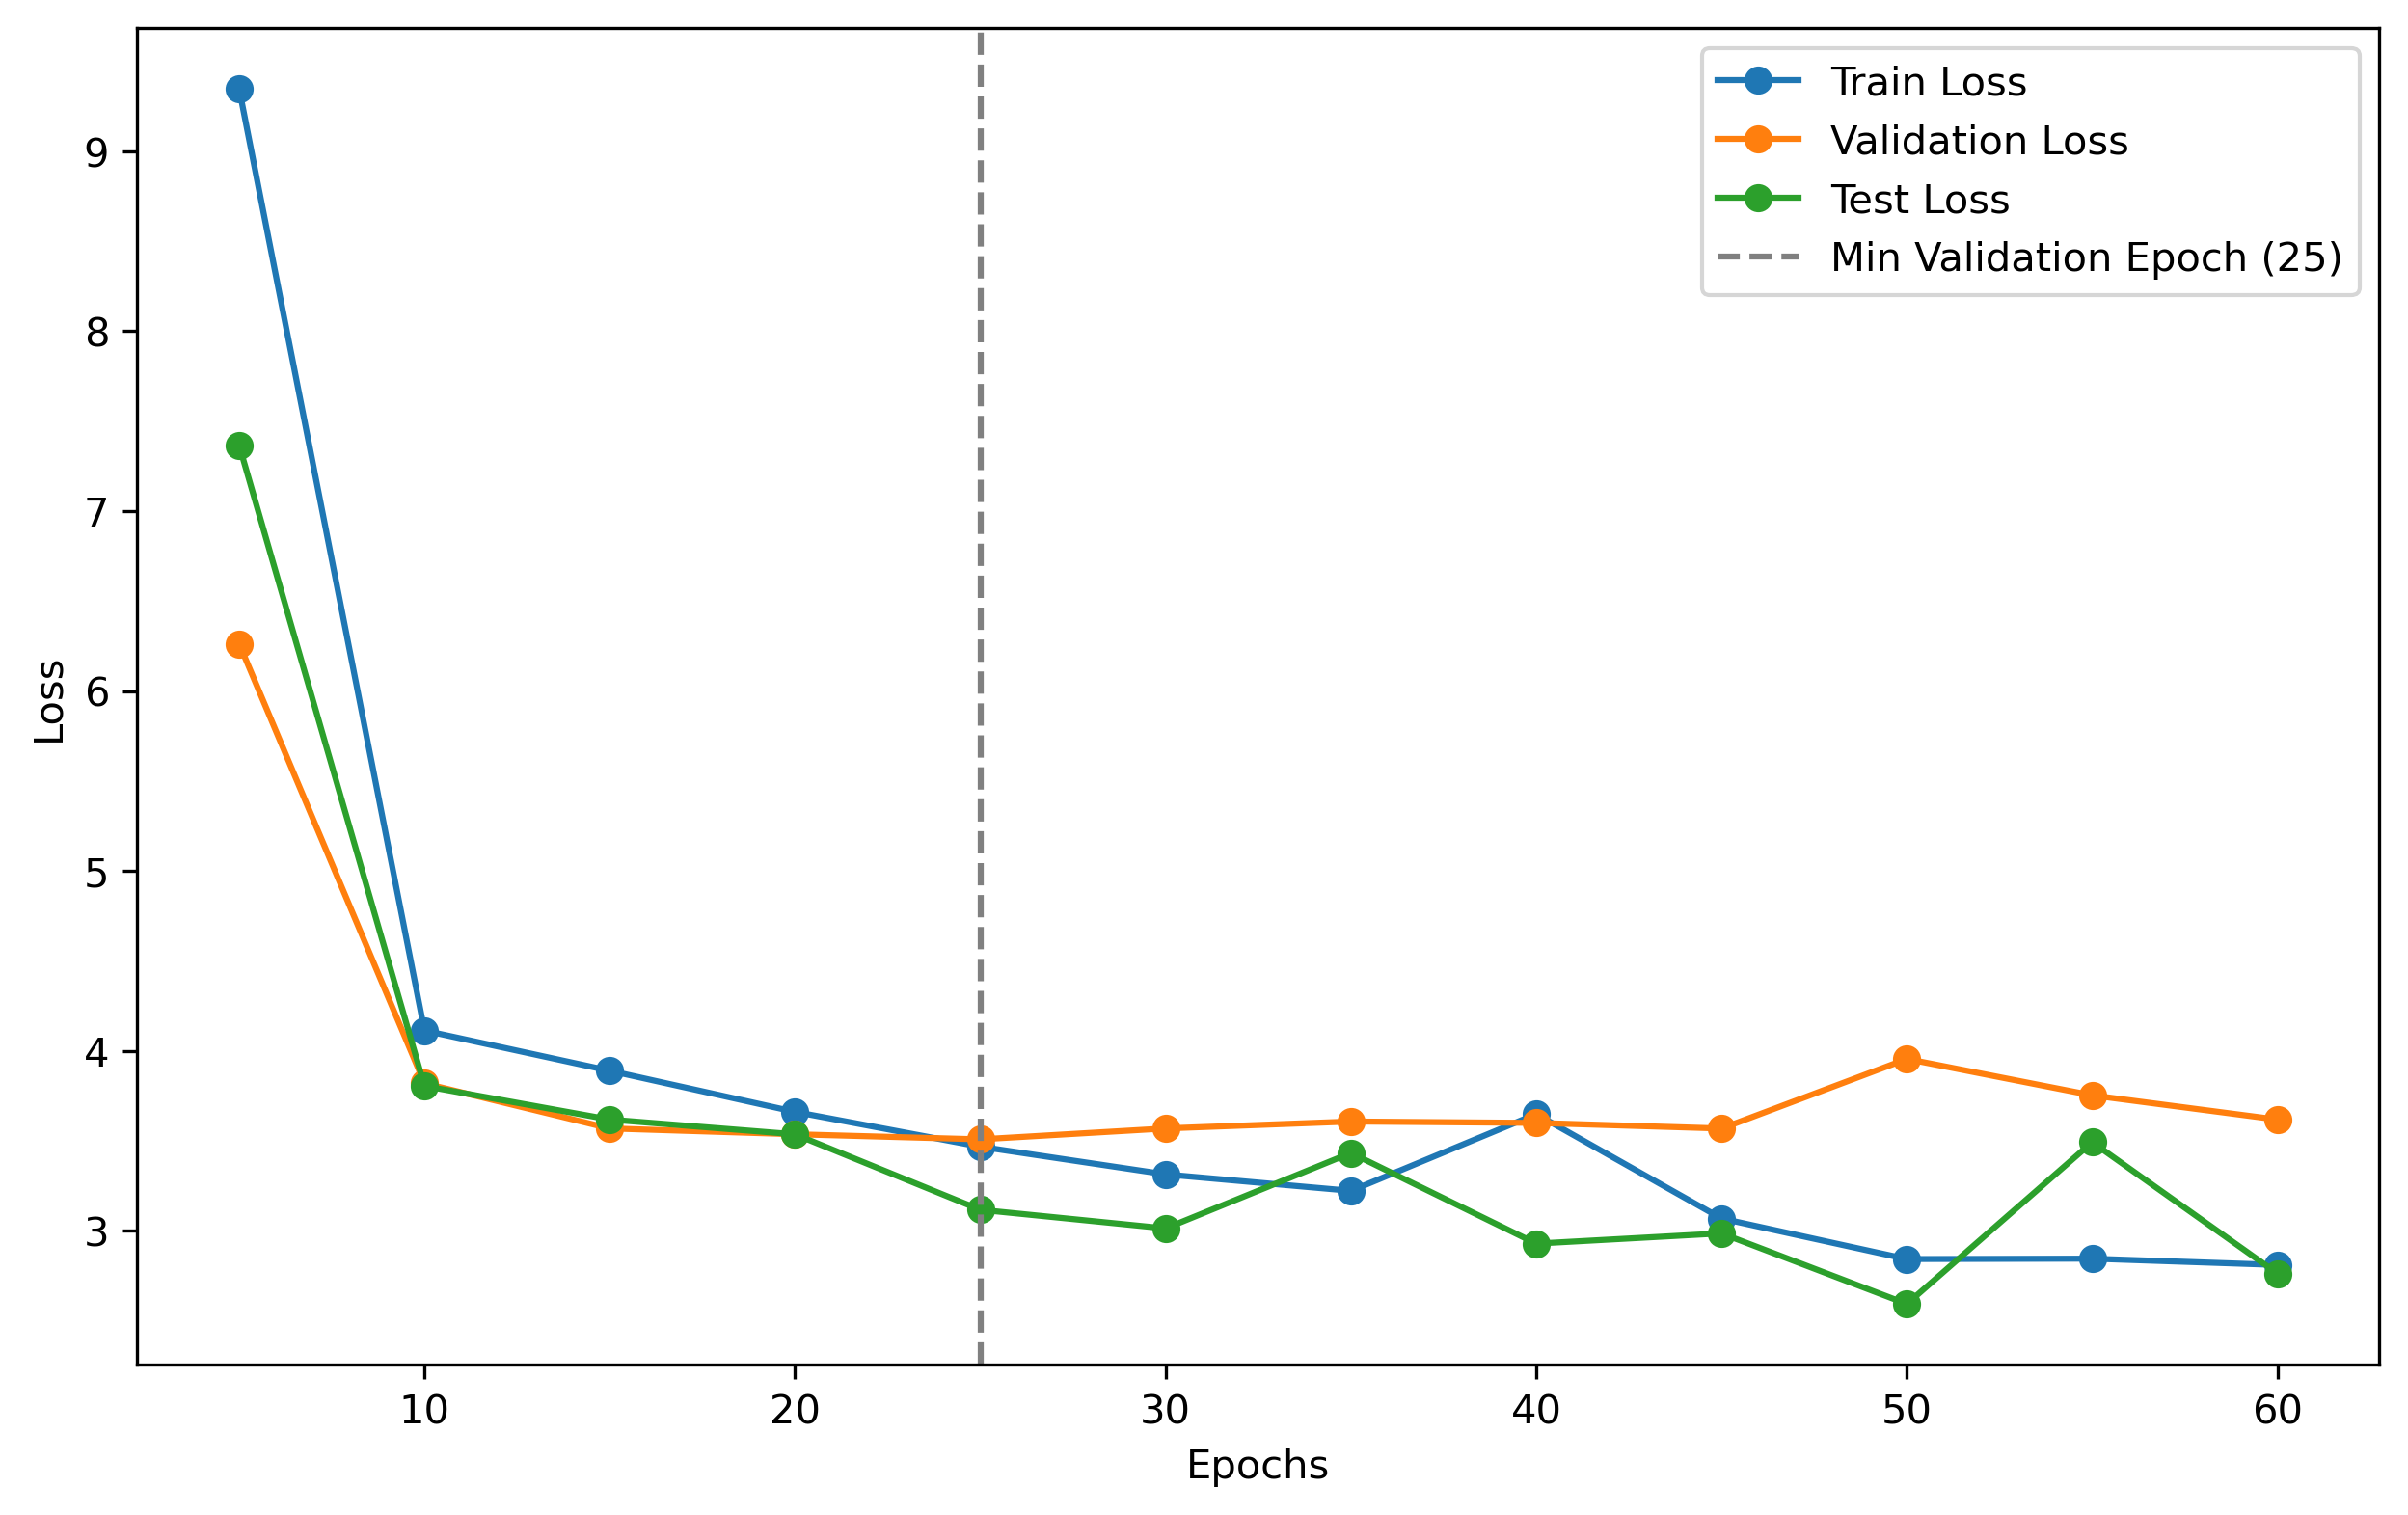 Train Loss
Validation Loss
Test Loss
Min Validation Epoch (25)
9
8
7
6
5
4
3
Loss
10 20 30 40 50 60
Epochs